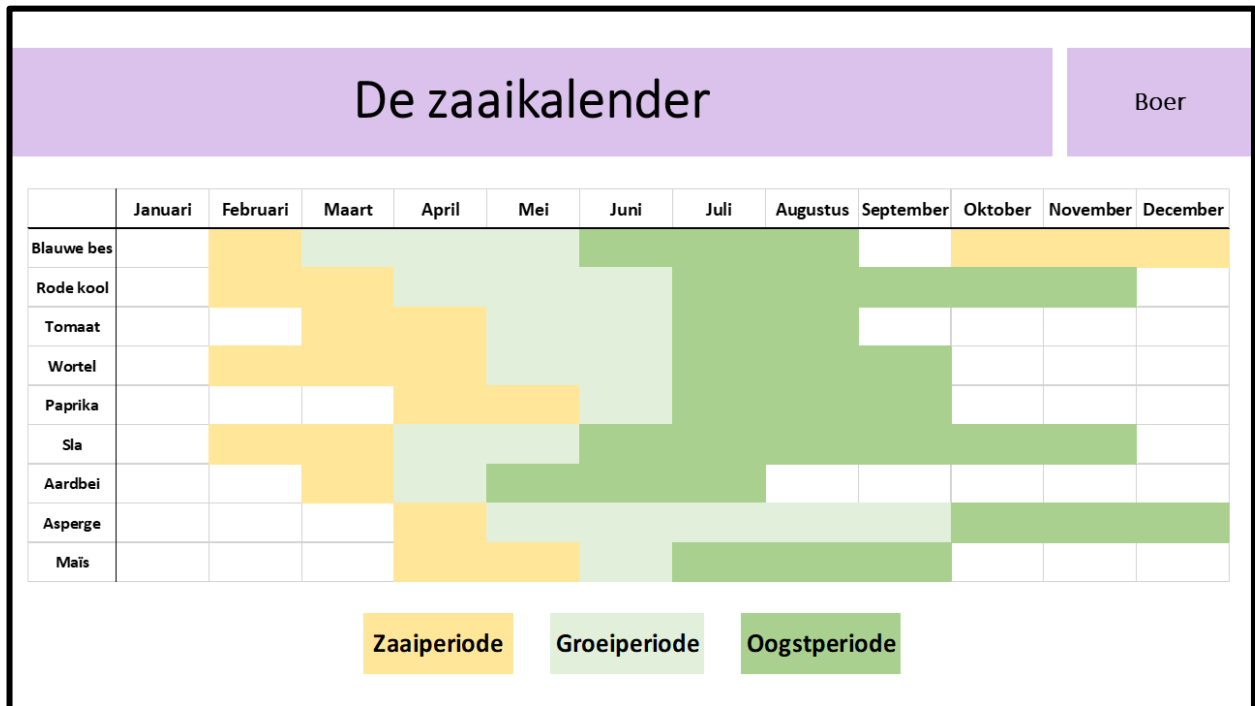 De zaaikalender
Boer
Januari Februari Maart April Mei Juni Juli Augustus September Oktober November December
Blauwe bes
Rode kool
Tomaat
Wortel
Paprika
Sla
Aardbei
Asperge
Maïs
Zaaiperiode Groeiperiode Oogstperiode